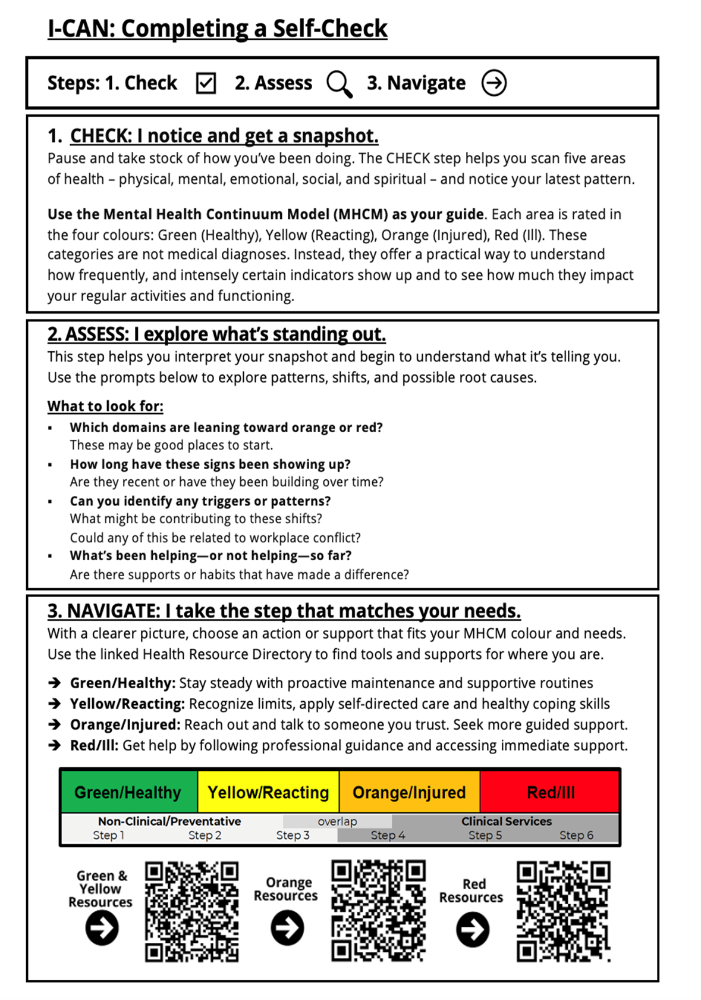 I-CAN: Completing a Self-Check
Steps: 1. Check 2. Assess 3. Navigate
1. CHECK: I notice and get a snapshot.
Pause and take stock of how you’ve been doing. The CHECK step helps you scan five areas
of health – physical, mental, emotional, social, and spiritual – and notice your latest pattern.
Use the Mental Health Continuum Model (MHCM) as your guide. Each area is rated in
the four colours: Green (Healthy), Yellow (Reacting), Orange (Injured), Red (Ill). These
categories are not medical diagnoses. Instead, they offer a practical way to understand
how frequently, and intensely certain indicators show up and to see how much they impact
your regular activities and functioning.
2. ASSESS: I explore what’s standing out.
This step helps you interpret your snapshot and begin to understand what it’s telling you.
Use the prompts below to explore patterns, shifts, and possible root causes.
What to look for:
▪ Which domains are leaning toward orange or red?
These may be good places to start.
▪ How long have these signs been showing up?
Are they recent or have they been building over time?
▪ Can you identify any triggers or patterns?
What might be contributing to these shifts?
Could any of this be related to workplace conflict?
▪ What’s been helping—or not helping—so far?
Are there supports or habits that have made a difference?
3. NAVIGATE: I take the step that matches your needs.
With a clearer picture, choose an action or support that fits your MHCM colour and needs.
Use the linked Health Resource Directory to find tools and supports for where you are.
➔ Green/Healthy: Stay steady with proactive maintenance and supportive routines
➔ Yellow/Reacting: Recognize limits, apply self-directed care and healthy coping skills
➔ Orange/Injured: Reach out and talk to someone you trust. Seek more guided support.
➔ Red/Ill: Get help by following professional guidance and accessing immediate support.
Green/Healthy Yellow/Reacting Orange/Injured Red/Ill
Non-Clinical/Preventative overlap Clinical Services
Step 1 Step 2 Step 3 Step 4 Step 5 Step 6
Green &
Yellow
Resources
Orange
Resources
Red
Resources